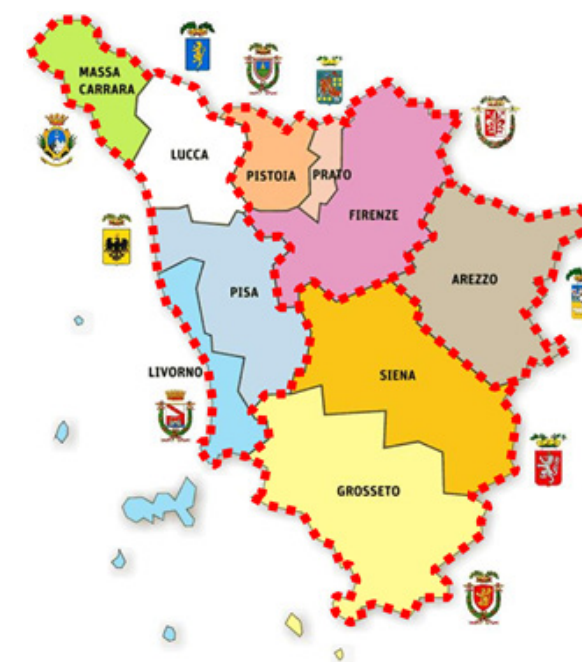 MASSA
CARRARA
LUCCA
PISTOIA
PRATO
FIRENZE
AREZZO
PISA
LIVORNO
SIENA
GROSSETO